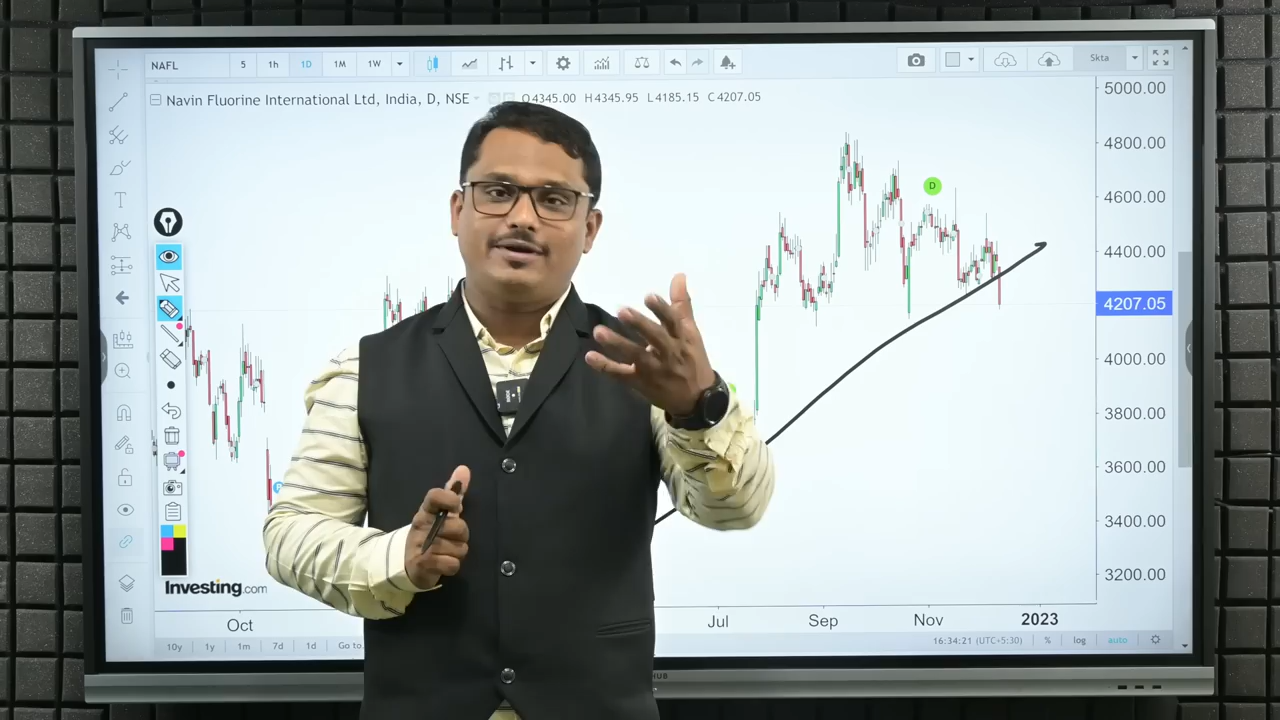 NAFL 5 1h 1D 1M 1W Skta
Navin Fluorine International Ltd, India, D, NSE O4345.00 H4345.95 L4185.15 C4207.05
5000.00
4800.00
D
4600.00
4400.00
4207.05
4000.00
3800.00
3600.00
3400.00
3200.00
Investing.com
Oct Jul Sep Nov 2023
10y 1y 1m 7d 1d Go to. 16:34:21 (UTC+5:30) % log auto
HUB